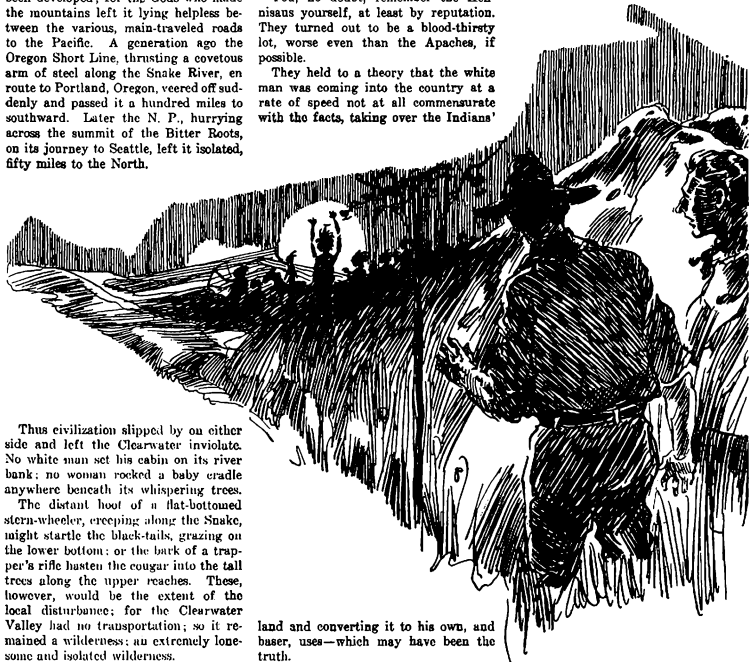 the mountains left it lying helpless be-
tween the various, main-traveled roads
to the Pacific. A generation ago the
Oregon Short Line, thrusting a covetous
arm of steel along the Snake River, en
route to Portland, Oregon, veered off sud-
denly and passed it a hundred miles to
southward. Later the N. P., hurrying
across the summit of the Bitter Roots,
on its journey to Seattle, left it isolated,
fifty miles to the North.
Thus civilization slipped by on either
side and left the Clearwater inviolate.
No white man set his cabin on its river
bank; no woman rocked a baby cradle
anywhere beneath its whispering trees.
The distant hoot of a flat-bottomed
stern-wheeler, creeping along the Snake,
might startle the black-tails, grazing on
the lower bottom; or the bark of a trap-
per's rifle hasten the cougar into the tall
trees along the upper reaches. These,
however, would be the extent of the
local disturbance; for the Clearwater
Valley had no transportation; so it re-
mained a wilderness; an extremely lone-
some and isolated wilderness.
nisaus yourself, at least by reputation.
They turned out to be a blood-thirsty
lot, worse even than the Apaches, if
possible.
They held to a theory that the white
man was coming into the country at a
rate of speed not at all commensurate
with the facts, taking over the Indians'
land and converting it to his own, and
baser, uses—which may have been the
truth.